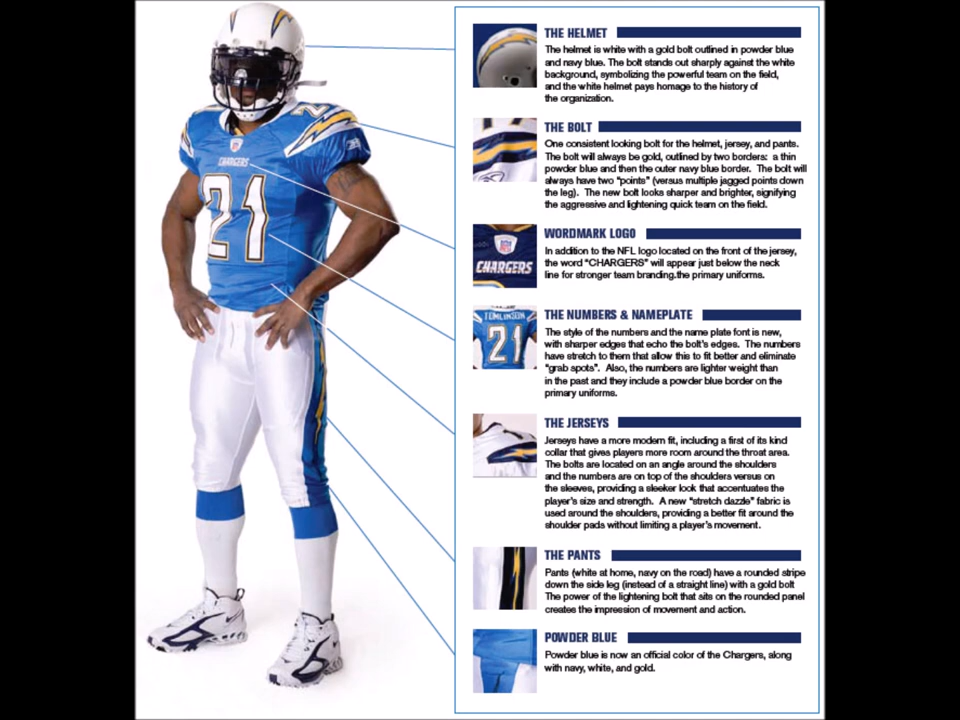 THE HELMET
The helmet is white with a gold bolt outlined in powder blue
and navy blue. The bolt stands out sharply against the white
background, symbolizing the powerful team on the field,
and the white helmet pays homage to the history of
the organization.
THE BOLT
One consistent looking bolt for the helmet, jersey, and pants.
The bolt will always be gold, outlined by two borders: a thin
powder blue and then the outer navy blue border. The bolt will
always have two “points” (versus multiple jagged points down
the leg). The new bolt looks sharper and brighter, signifying
the aggressive and lightening quick team on the field.
WORDMARK LOGO
In addition to the NFL logo located on the front of the jersey,
the word “CHARGERS” will appear just below the neck
line for stronger team branding.the primary uniforms.
THE NUMBERS & NAMEPLATE
The style of the numbers and the name plate font is new,
with sharper edges that echo the bolt's edges. The numbers
have stretch to them that allow this to fit better and eliminate
“grab spots”. Also, the numbers are lighter weight than
in the past and they include a powder blue border on the
primary uniforms.
THE JERSEYS
Jerseys have a more modern fit, including a first of its kind
collar that gives players more room around the throat area.
The bolts are located on an angle around the shoulders
and the numbers are on top of the shoulders versus on
the sleeves, providing a sleeker look that accentuates the
player's size and strength. A new “stretch dazzle” fabric is
used around the shoulders, providing a better fit around the
shoulder pads without limiting a player's movement.
THE PANTS
Pants (white at home, navy on the road) have a rounded stripe
down the side leg (instead of a straight line) with a gold bolt
The power of the lightening bolt that sits on the rounded panel
creates the impression of movement and action.
POWDER BLUE
Powder blue is now an official color of the Chargers, along
with navy, white, and gold.
CHARGERS
21
2
CHARGERS
TOMLINSON
21